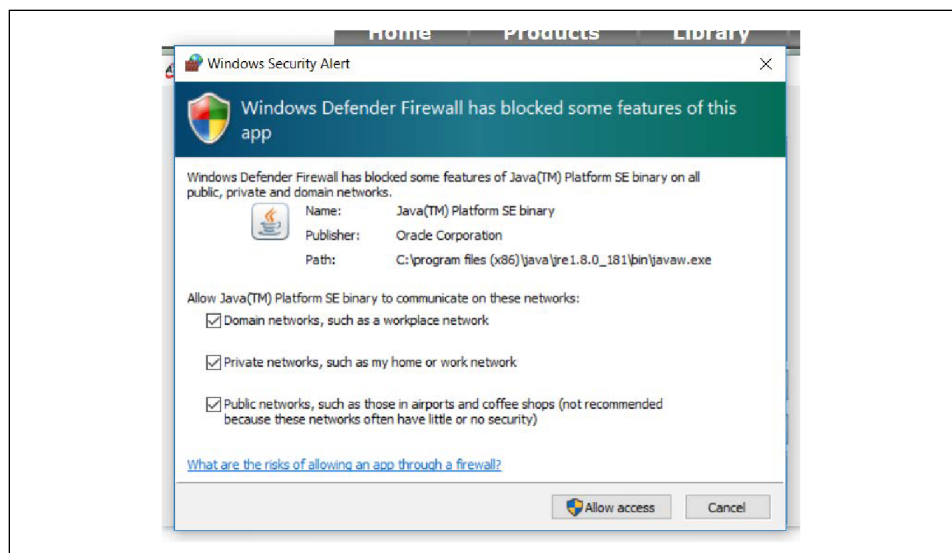 Home Products Library
Windows Security Alert
Windows Defender Firewall has blocked some features of this
app
Windows Defender Firewall has blocked some features of Java(TM) Platform SE binary on all
public, private and domain networks.
Name: Java(TM) Platform SE binary
Publisher: Oracle Corporation
Path: C:\program files (x86)\java\jre1.8.0_181\bin\javaw.exe
Allow Java(TM) Platform SE binary to communicate on these networks:
Domain networks, such as a workplace network
Private networks, such as my home or work network
Public networks, such as those in airports and coffee shops (not recommended
because these networks often have little or no security)
What are the risks of allowing an app through a firewall?
Allow access Cancel